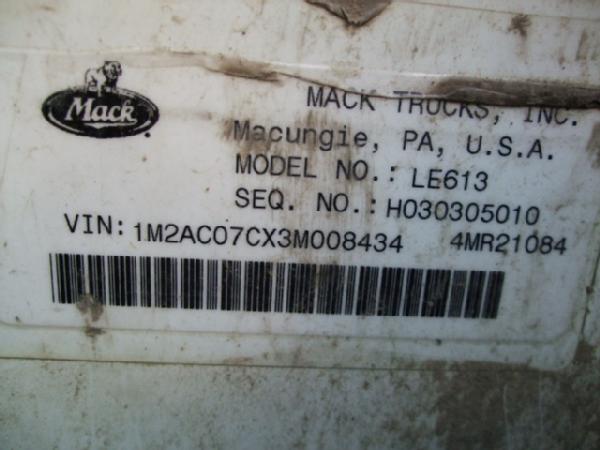 Mack
MACK TRUCKS, INC.
Macungie, PA, U.S.A.
MODEL NO.: LE613
SEQ. NO.: H030305010
VIN: 1M2AC07CX3M008434 4MR21084